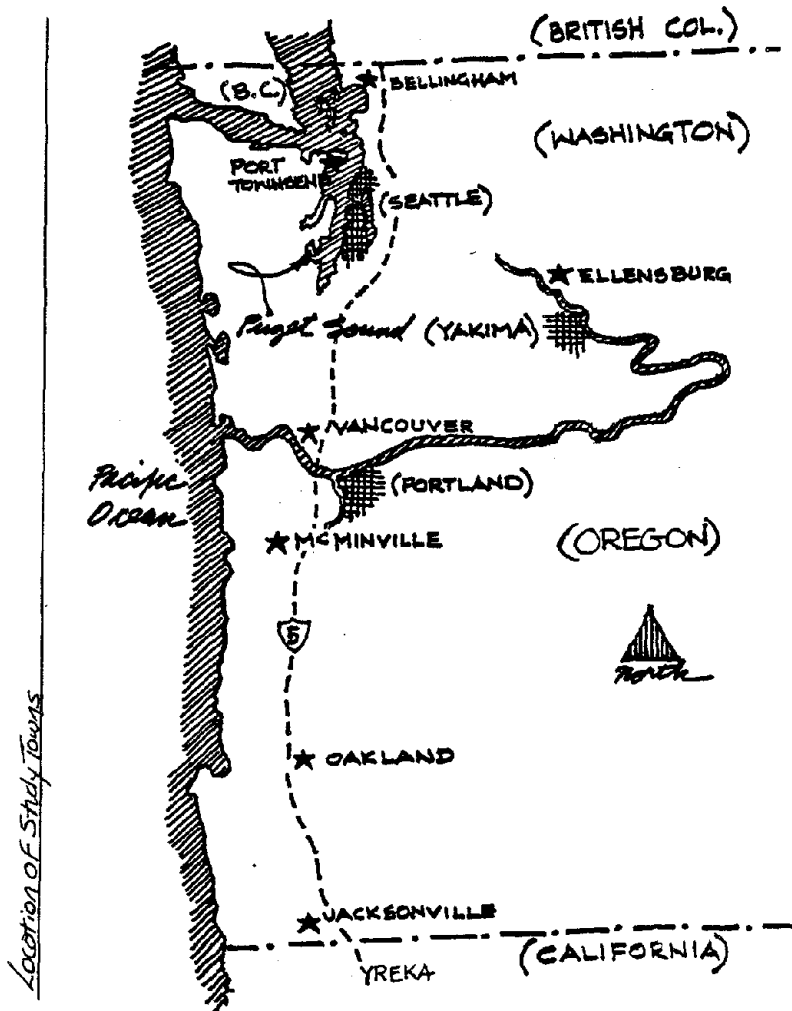 (BRITISH COL.)
(B.C.)
BELLINGHAM
(WASHINGTON)
PORT
TOWNSEND
(SEATTLE)
ELLENSBURG
Puget Sound
(YAKIMA)
VANCOUVER
Pacific
Ocean
(PORTLAND)
McMINVILLE
(OREGON)
5
North
OAKLAND
JACKSONVILLE
(CALIFORNIA)
YREKA
Location OF Study Towns